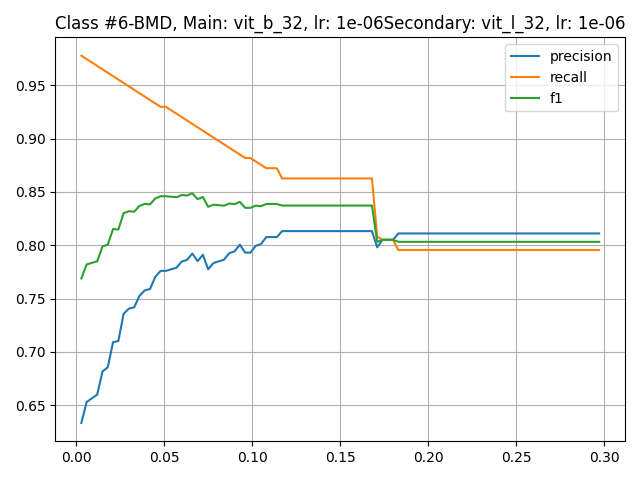 Class #6-BMD, Main: vit_b_32, lr: 1e-06Secondary: vit_l_32, lr: 1e-06
precision
recall
f1
0.95
0.90
0.85
0.80
0.75
0.70
0.65
0.00 0.05 0.10 0.15 0.20 0.25 0.30